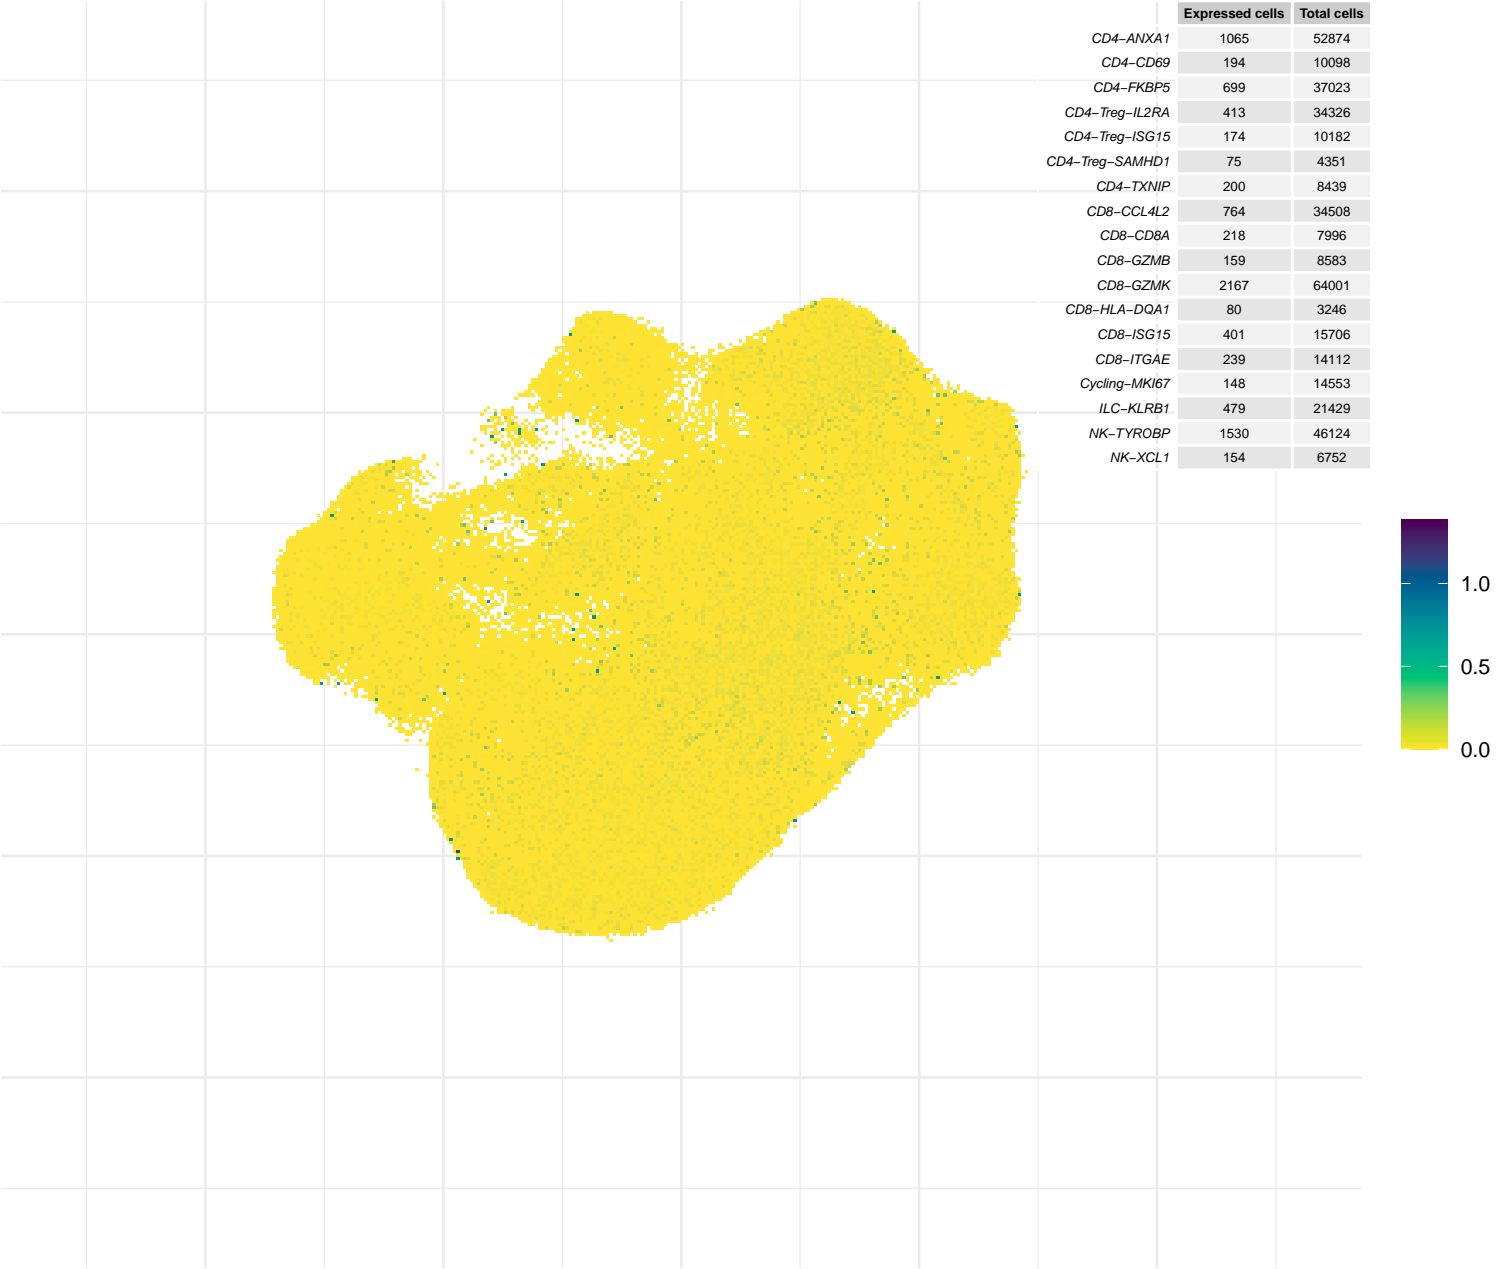 Expressed cells Total cells
CD4−ANXA1 1065 52874
CD4−CD69 194 10098
CD4−FKBP5 699 37023
CD4−Treg−IL2RA 413 34326
CD4−Treg−ISG15 174 10182
CD4−Treg−SAMHD1 75 4351
CD4−TXNIP 200 8439
CD8−CCL4L2 764 34508
CD8−CD8A 218 7996
CD8−GZMB 159 8583
CD8−GZMK 2167 64001
CD8−HLA−DQA1 80 3246
CD8−ISG15 401 15706
CD8−ITGAE 239 14112
Cycling−MKI67 148 14553
ILC−KLRB1 479 21429
NK−TYROBP 1530 46124
NK−XCL1 154 6752
1.0
0.5
0.0